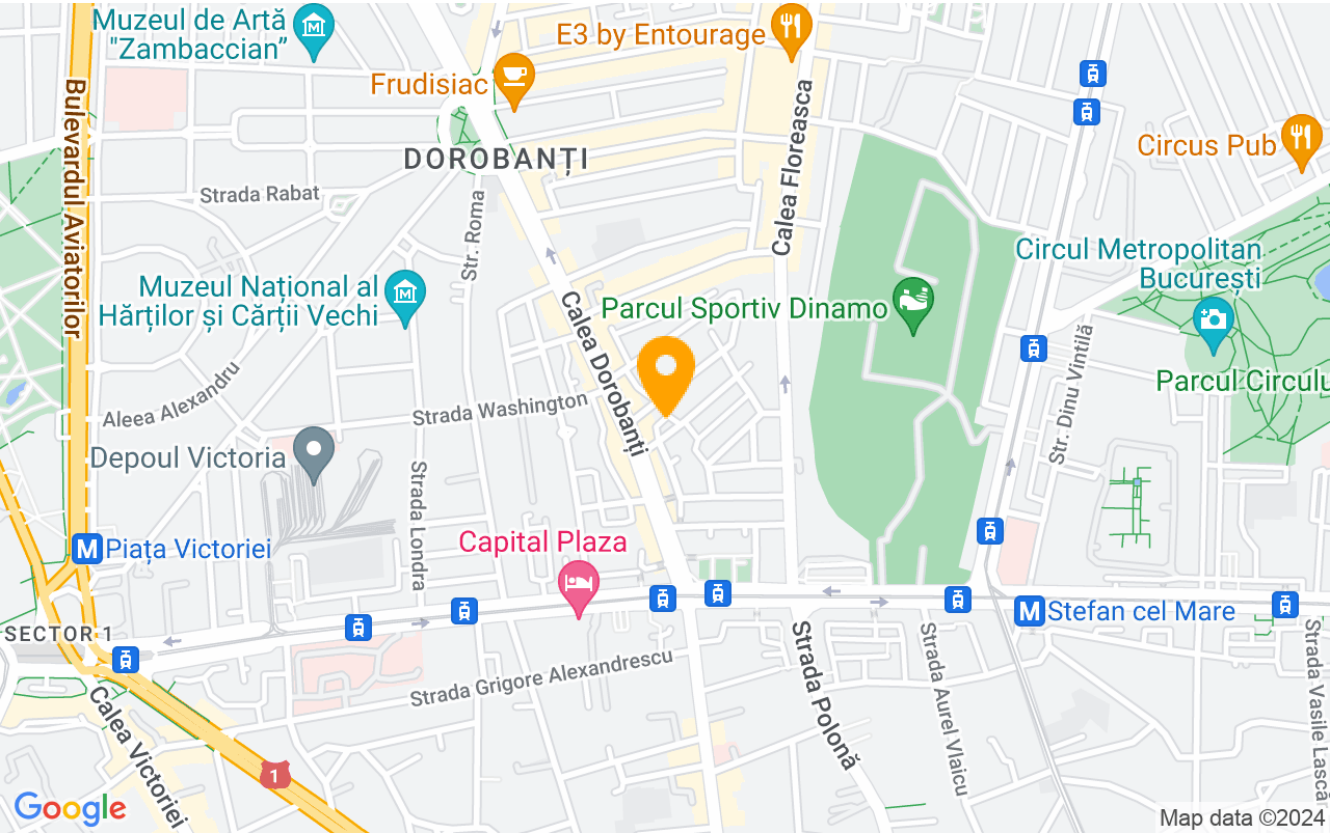 Muzeul de Artă
"Zambaccian”
E3 by Entourage
Frudisiac
Bulevardul Aviatorilor
DOROBANȚI
Calea Floreasca
Circus Pub
Strada Rabat
Str. Roma
Circul Metropolitan
București
Muzeul Național al
Hărților și Cărții Vechi
Parcul Sportiv Dinamo
Calea Dorobanți
Str. Dinu Vintilă
Parcul Circulu
Aleea Alexandru
Strada Washington
Depoul Victoria
Strada Londra
M Piața Victoriei
Capital Plaza
SECTOR 1
M Stefan cel Mare
Strada Grigore Alexandrescu
Strada Polonă
Strada Aurel Vlaicu
Strada Vasile Lascăr
Calea Victoriei
1
Google
Map data ©2024